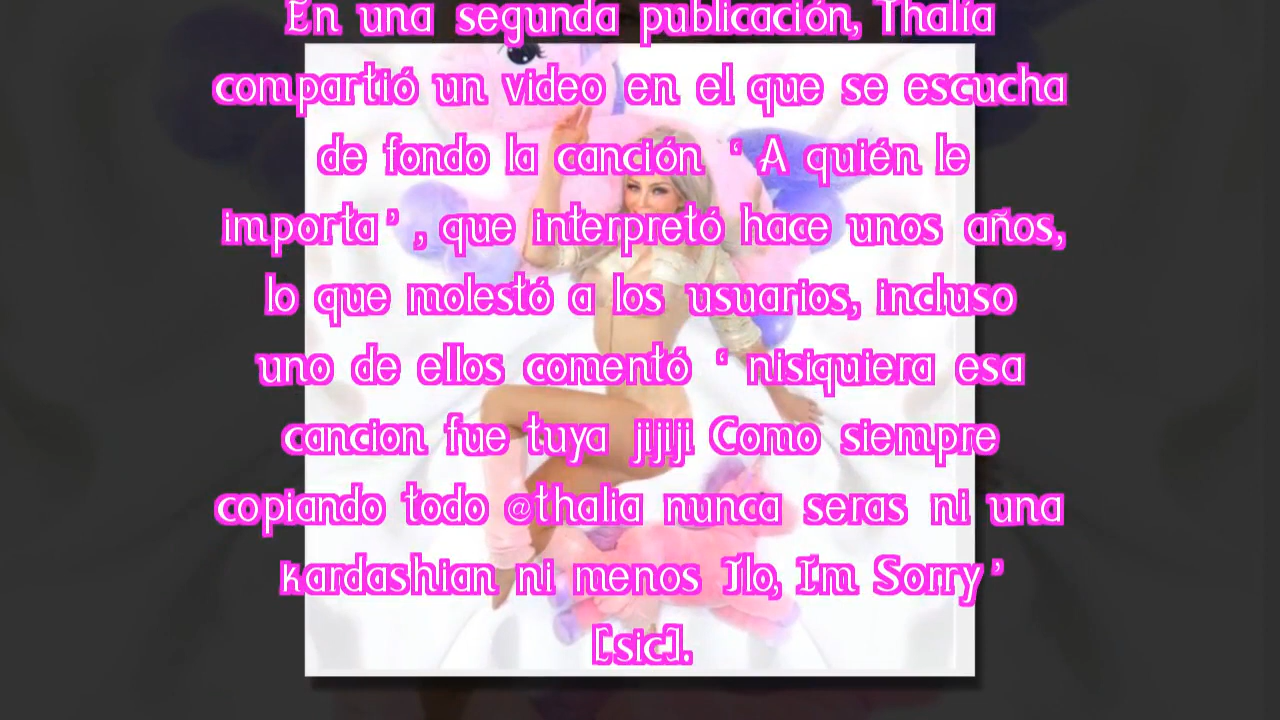 En una segunda publicación, Thalía
compartió un video en el que se escucha
de fondo la canción ‘ A quién le
importa’ , que interpretó hace unos años,
lo que molestó a los usuarios, incluso
uno de ellos comentó ‘ nisiquiera esa
cancion fue tuya jijiji Como siempre
copiando todo @thalia nunca seras ni una
kardashian ni menos Jlo, Im Sorry’
[sic].